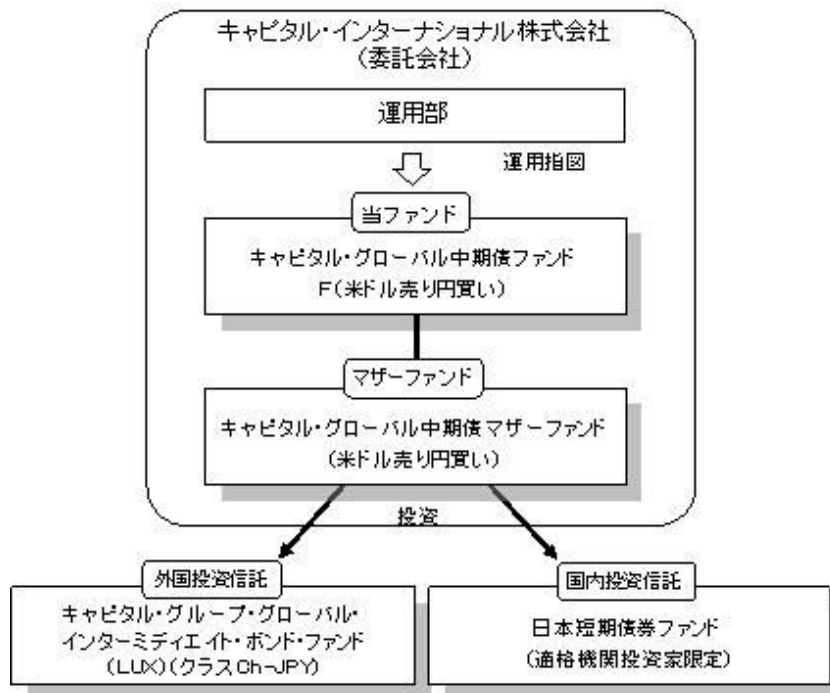 キャピタル・インターナショナル株式会社
(委託会社)
運用部
運用指図
当ファンド
キャピタル・グローバル中期債ファンド
F(米ドル売り円買い)
マザーファンド
キャピタル・グローバル中期債マザーファンド
(米ドル売り円買い)
投資
外国投資信託
キャピタル・グループ・グローバル・
インターミディエイト・ボンド・ファンド
(LUX)(クラスCh-JPY)
国内投資信託
日本短期債券ファンド
(適格機関投資家限定)